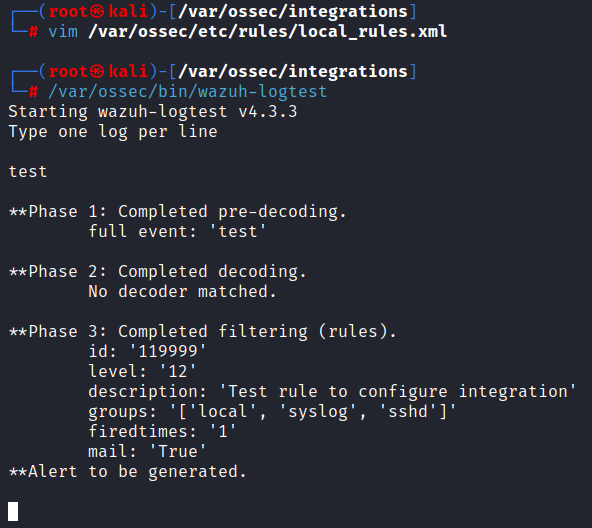 ┌──(root㉿kali)-[/var/ossec/integrations]
└─# vim /var/ossec/etc/rules/local_rules.xml
┌──(root㉿kali)-[/var/ossec/integrations]
└─# /var/ossec/bin/wazuh-logtest
Starting wazuh-logtest v4.3.3
Type one log per line
test
**Phase 1: Completed pre-decoding.
full event: 'test'
**Phase 2: Completed decoding.
No decoder matched.
**Phase 3: Completed filtering (rules).
id: '119999'
level: '12'
description: 'Test rule to configure integration'
groups: '['local', 'syslog', 'sshd']'
firedtimes: '1'
mail: 'True'
**Alert to be generated.